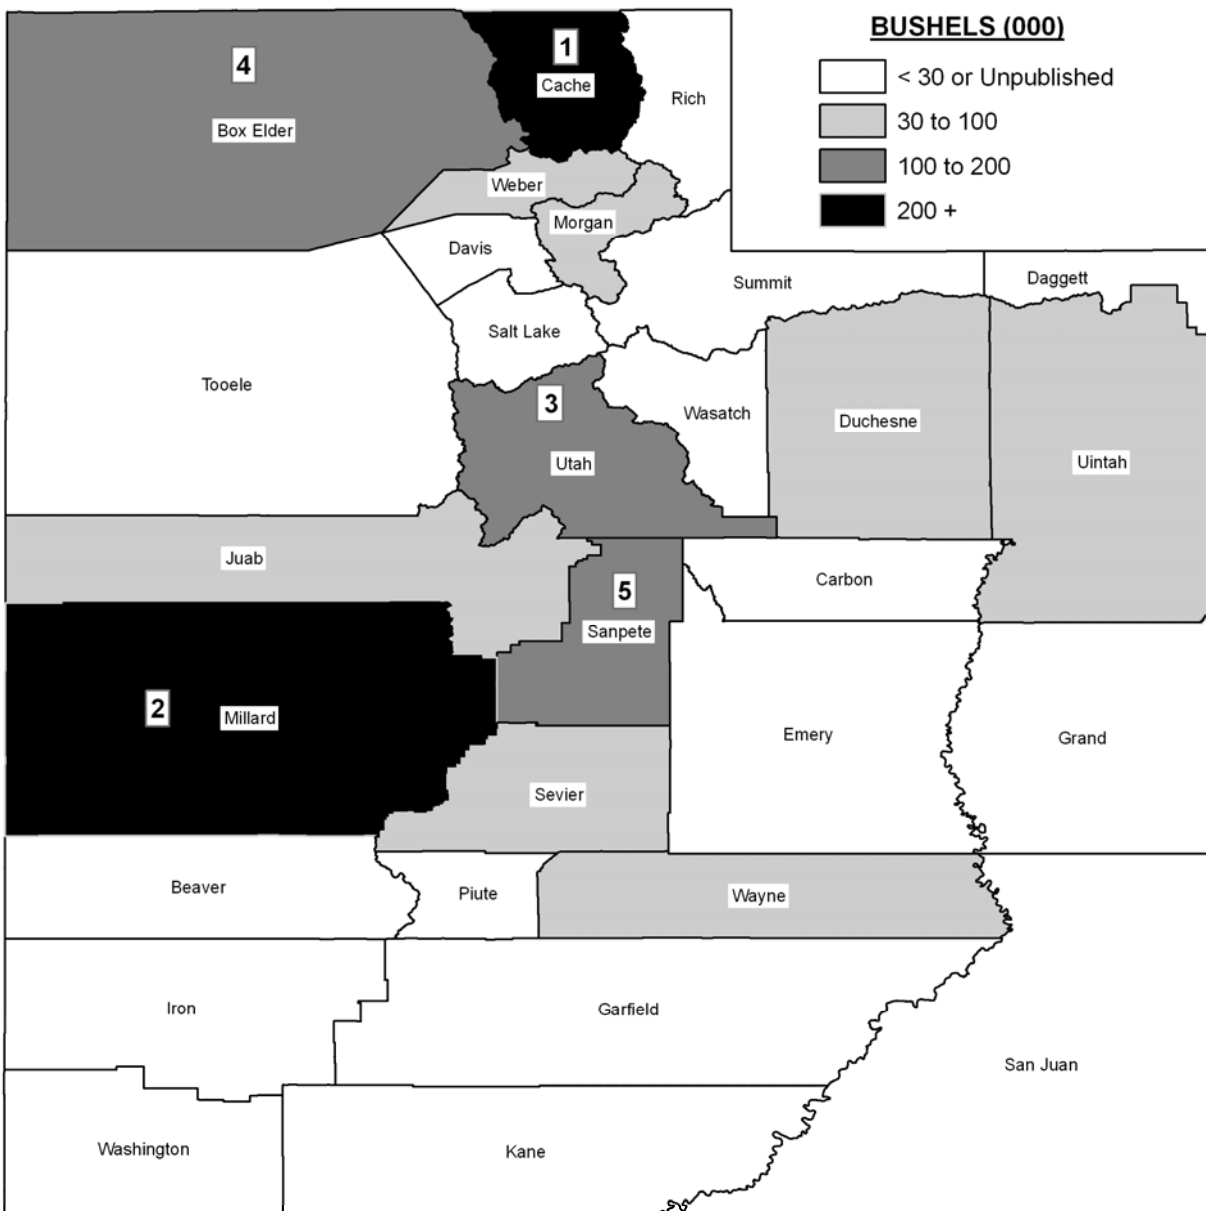 BUSHELS (000)
< 30 or Unpublished
30 to 100
100 to 200
200 +
1
Cache
4
Box Elder
Rich
Weber
Morgan
Davis
Summit
Daggett
Salt Lake
Tooele
3
Utah
Wasatch
Duchesne
Uintah
Juab
Carbon
5
Sanpete
2
Millard
Emery
Grand
Sevier
Beaver
Piute
Wayne
Iron
Garfield
San Juan
Washington
Kane